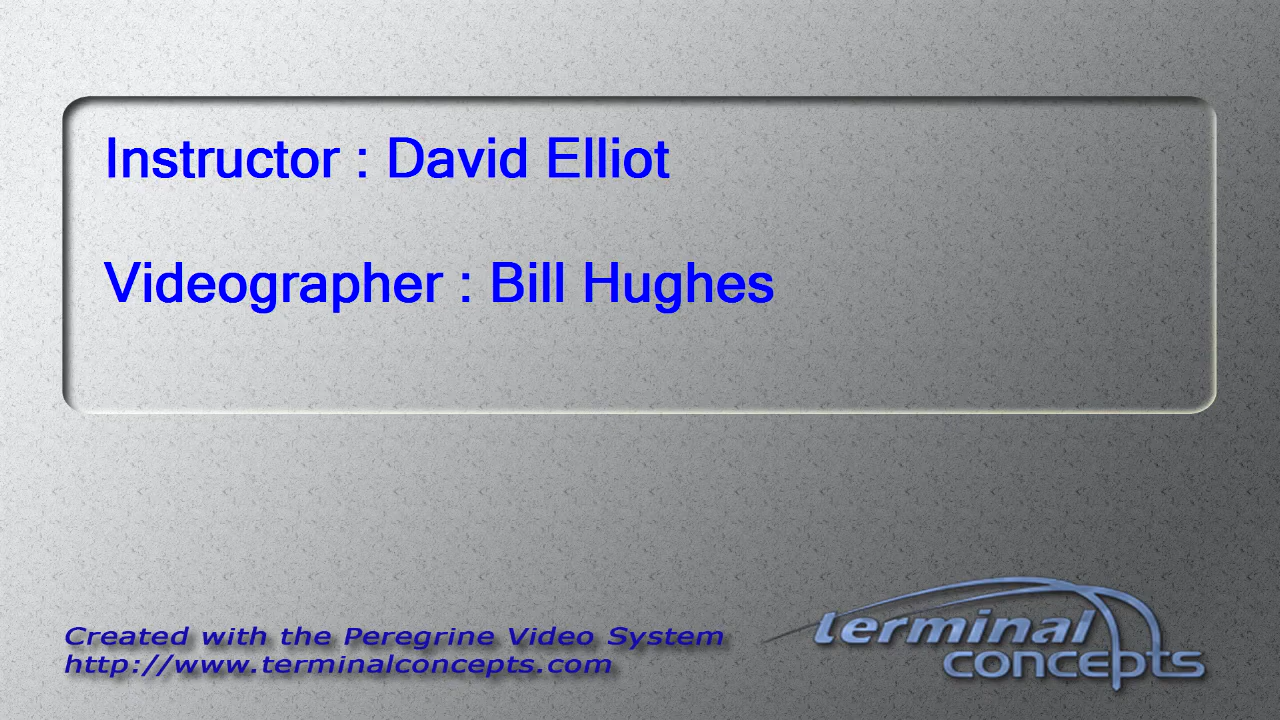 Instructor : David Elliot
Videographer : Bill Hughes
Created with the Peregrine Video System
http://www.terminalconcepts.com
terminal
concepts